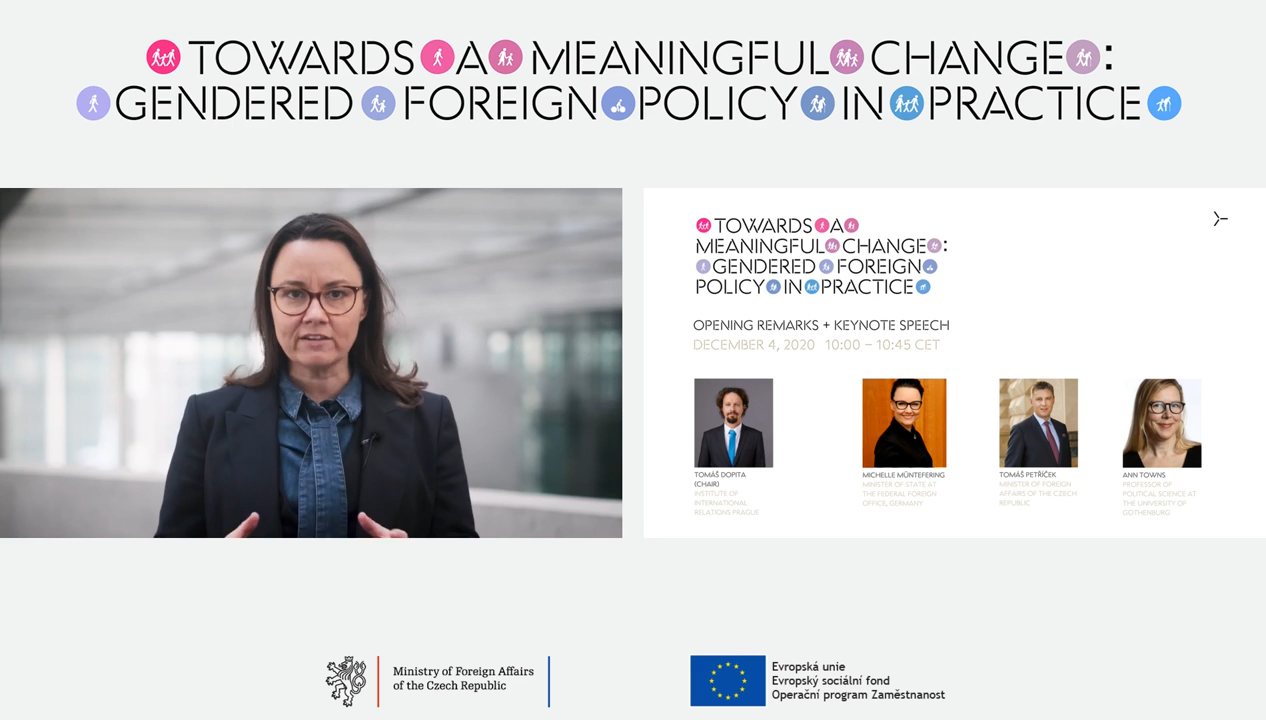 TOWARDS A MEANINGFUL CHANGE:
GENDERED FOREIGN POLICY IN PRACTICE
TOWARDS A
MEANINGFUL CHANGE:
GENDERED FOREIGN
POLICY IN PRACTICE
OPENING REMARKS + KEYNOTE SPEECH
DECEMBER 4, 2020 10:00 – 10:45 CET
TOMÁŠ DOPITA
(CHAIR)
INSTITUTE OF
INTERNATIONAL
RELATIONS PRAGUE
MICHELLE MÜNTEFERING
MINISTER OF STATE AT
THE FEDERAL FOREIGN
OFFICE, GERMANY
TOMÁŠ PETŘÍČEK
MINISTER OF FOREIGN
AFFAIRS OF THE CZECH
REPUBLIC
ANN TOWNS
PROFESSOR OF
POLITICAL SCIENCE AT
THE UNIVERSITY OF
GOTHENBURG
Ministry of Foreign Affairs
of the Czech Republic
Evropská unie
Evropský sociální fond
Operační program Zaměstnanost